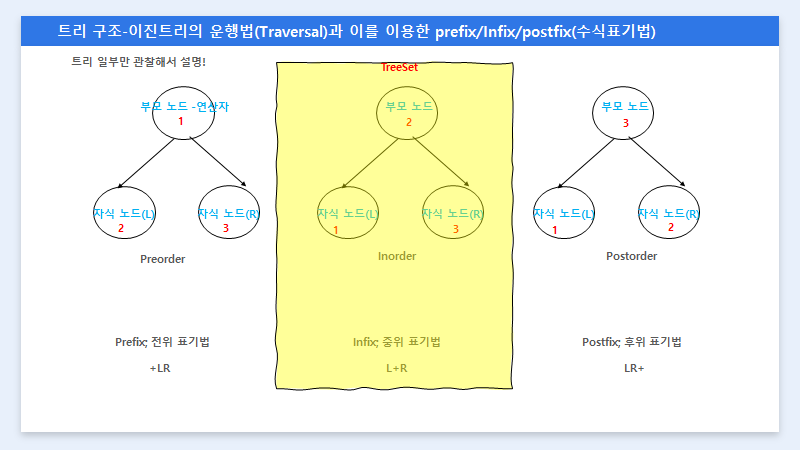 트리 구조-이진트리의 운행법(Traversal)과 이를 이용한 prefix/Infix/postfix(수식표기법)
트리 일부만 관찰해서 설명!
TreeSet
부모 노드 -연산자
1
부모 노드
2
부모 노드
3
자식 노드(L)
2
자식 노드(R)
3
자식 노드(L)
1
자식 노드(R)
3
자식 노드(L)
1
자식 노드(R)
2
Preorder
Inorder
Postorder
Prefix; 전위 표기법
Infix; 중위 표기법
Postfix; 후위 표기법
+LR
L+R
LR+